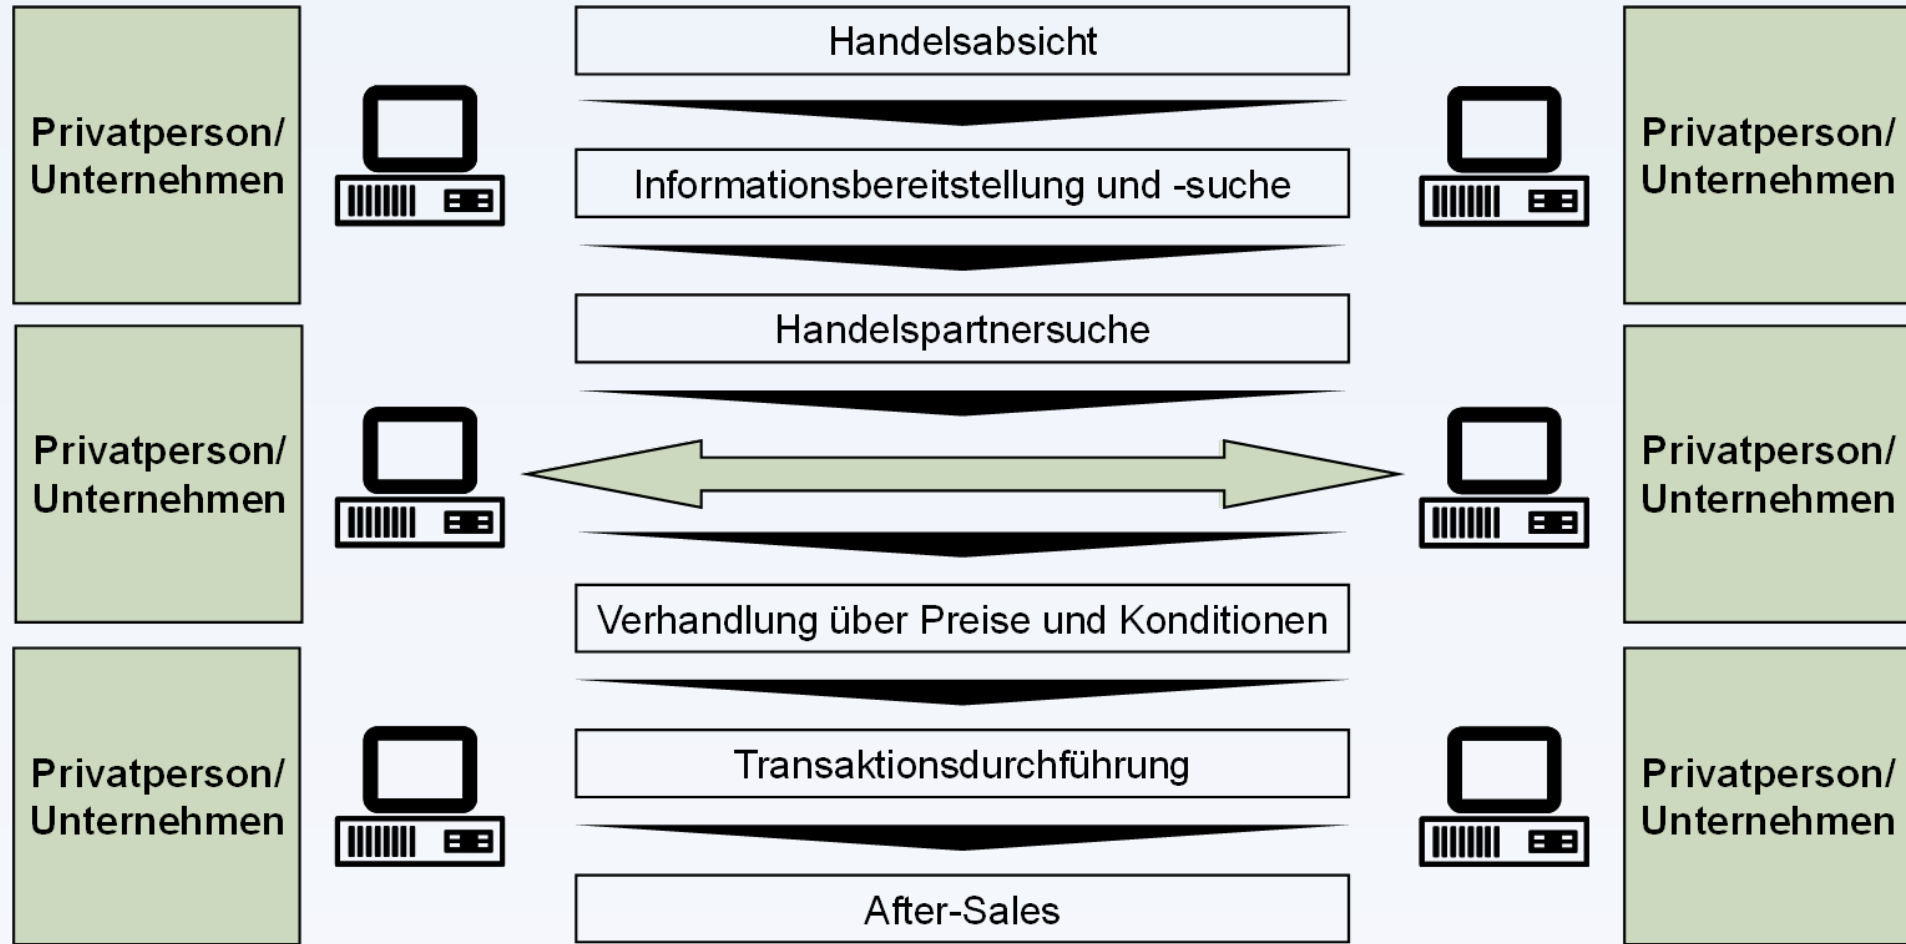 Handelsabsicht
Privatperson/
Unternehmen
Privatperson/
Unternehmen
Informationsbereitstellung und -suche
Handelspartnersuche
Privatperson/
Unternehmen
Privatperson/
Unternehmen
Verhandlung über Preise und Konditionen
Transaktionsdurchführung
Privatperson/
Unternehmen
Privatperson/
Unternehmen
After-Sales